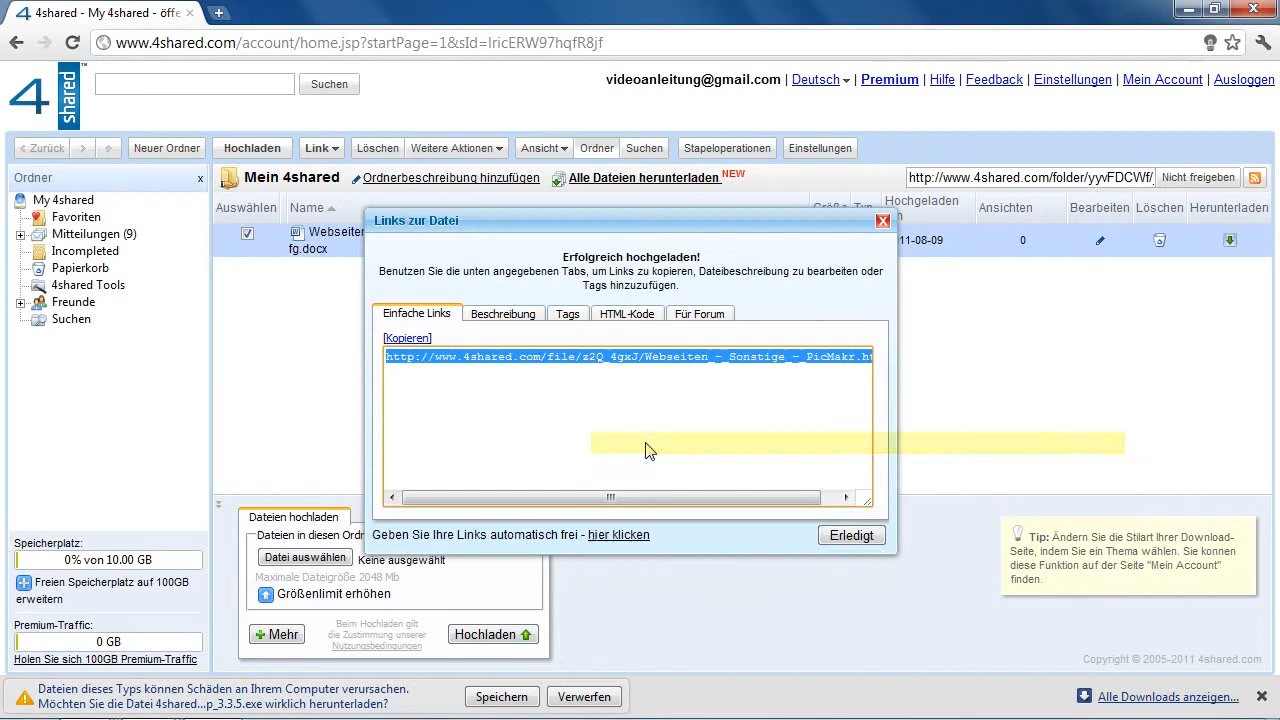 4shared - My 4shared - öffe
www.4shared.com/account/home.jsp?startPage=1&sId=IricERW97hqfR8jf
4 shared
Suchen
videoanleitung@gmail.com | Deutsch | Premium | Hilfe | Feedback | Einstellungen | Mein Account | Ausloggen
< Zurück > Neuer Ordner Hochladen Link Löschen Weitere Aktionen Ansicht Ordner Suchen Stapeloperationen Einstellungen
Ordner x
Mein 4shared Ordnerbeschreibung hinzufügen Alle Dateien herunterladen NEW http://www.4shared.com/folder/yyvFDCWf/ Nicht freigeben
My 4shared
Favoriten
Mitteilungen (9)
Incompleted
Papierkorb
4shared Tools
Freunde
Suchen
Auswählen Name Hochgeladen Ansichten Bearbeiten Löschen Herunterladen
Webseiten
fg.docx
11-08-09 0
Links zur Datei
Erfolgreich hochgeladen!
Benutzen Sie die unten angegebenen Tabs, um Links zu kopieren, Dateibeschreibung zu bearbeiten oder
Tags hinzuzufügen.
Einfache Links Beschreibung Tags HTML-Kode Für Forum
[Kopieren]
http://www.4shared.com/file/z2Q_4gxJ/Webseiten_-_Sonstige_-_PicMakr.ht
Geben Sie Ihre Links automatisch frei - hier klicken Erledigt
Dateien hochladen
Dateien in diesen Ord
Datei auswählen Keine ausgewählt
Maximale Dateigröße 2048 Mb
Größenlimit erhöhen
+ Mehr
Beim Hochladen gilt
die Zustimmung unserer
Nutzungsbedingungen
Hochladen
Tip: Ändern Sie die Stilart Ihrer Download-
Seite, indem Sie ein Thema wählen. Sie konnen
diese Funktion auf der Seite "Mein Account"
finden.
Speicherplatz:
0% von 10.00 GB
Freien Speicherplatz auf 100GB
erweitern
Premium-Traffic:
0 GB
Holen Sie sich 100GB Premium-Traffic
Copyright © 2005-2011 4shared.com
Dateien dieses Typs können Schäden an Ihrem Computer verursachen.
Möchten Sie die Datei 4shared...p_3.3.5.exe wirklich herunterladen?
Speichern Verwerfen
Alle Downloads anzeigen...